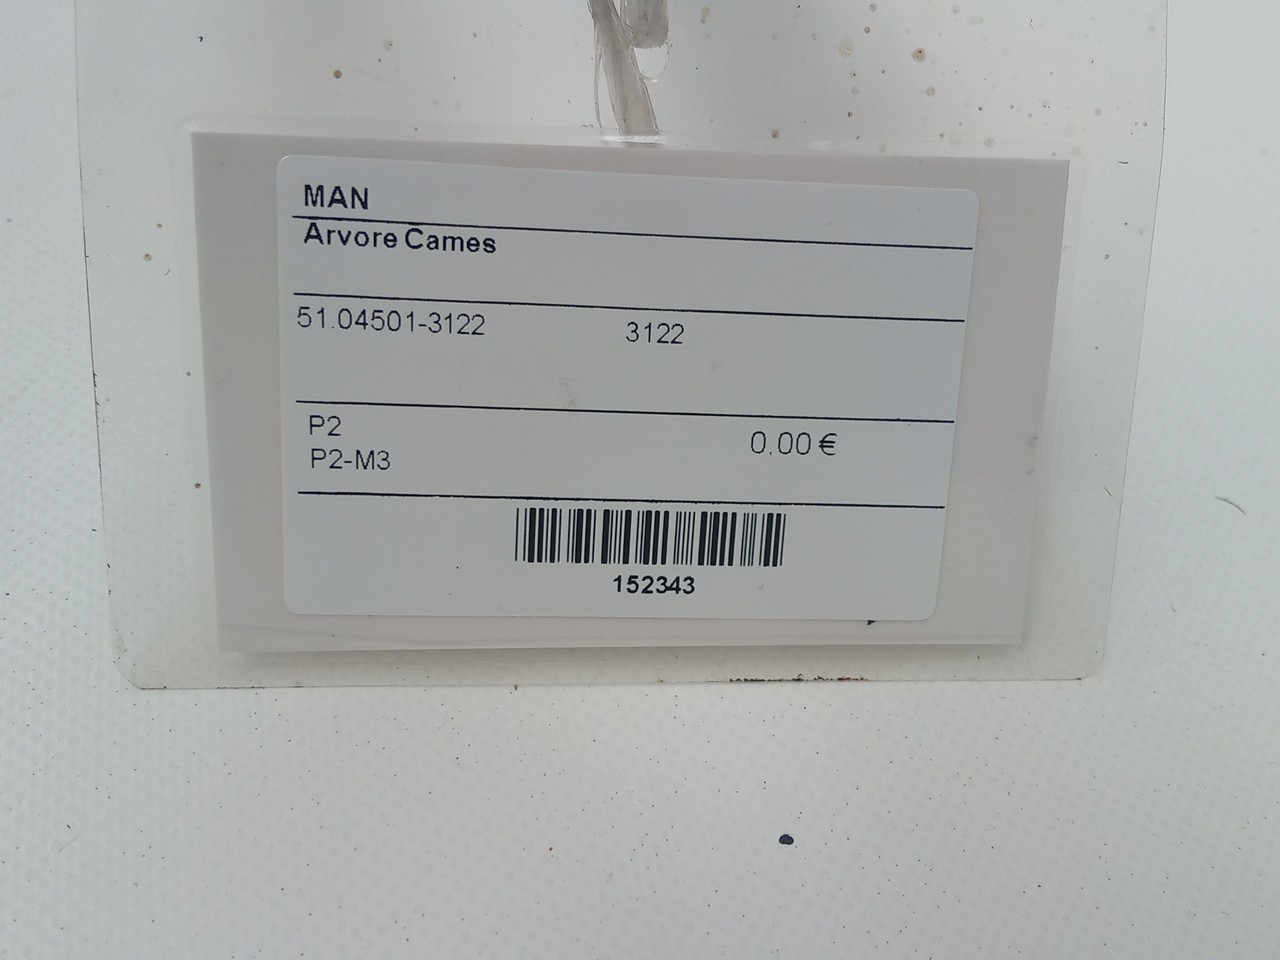 MAN
Arvore Cames
51.04501-3122 3122
P2 0.00 €
P2-M3
152343